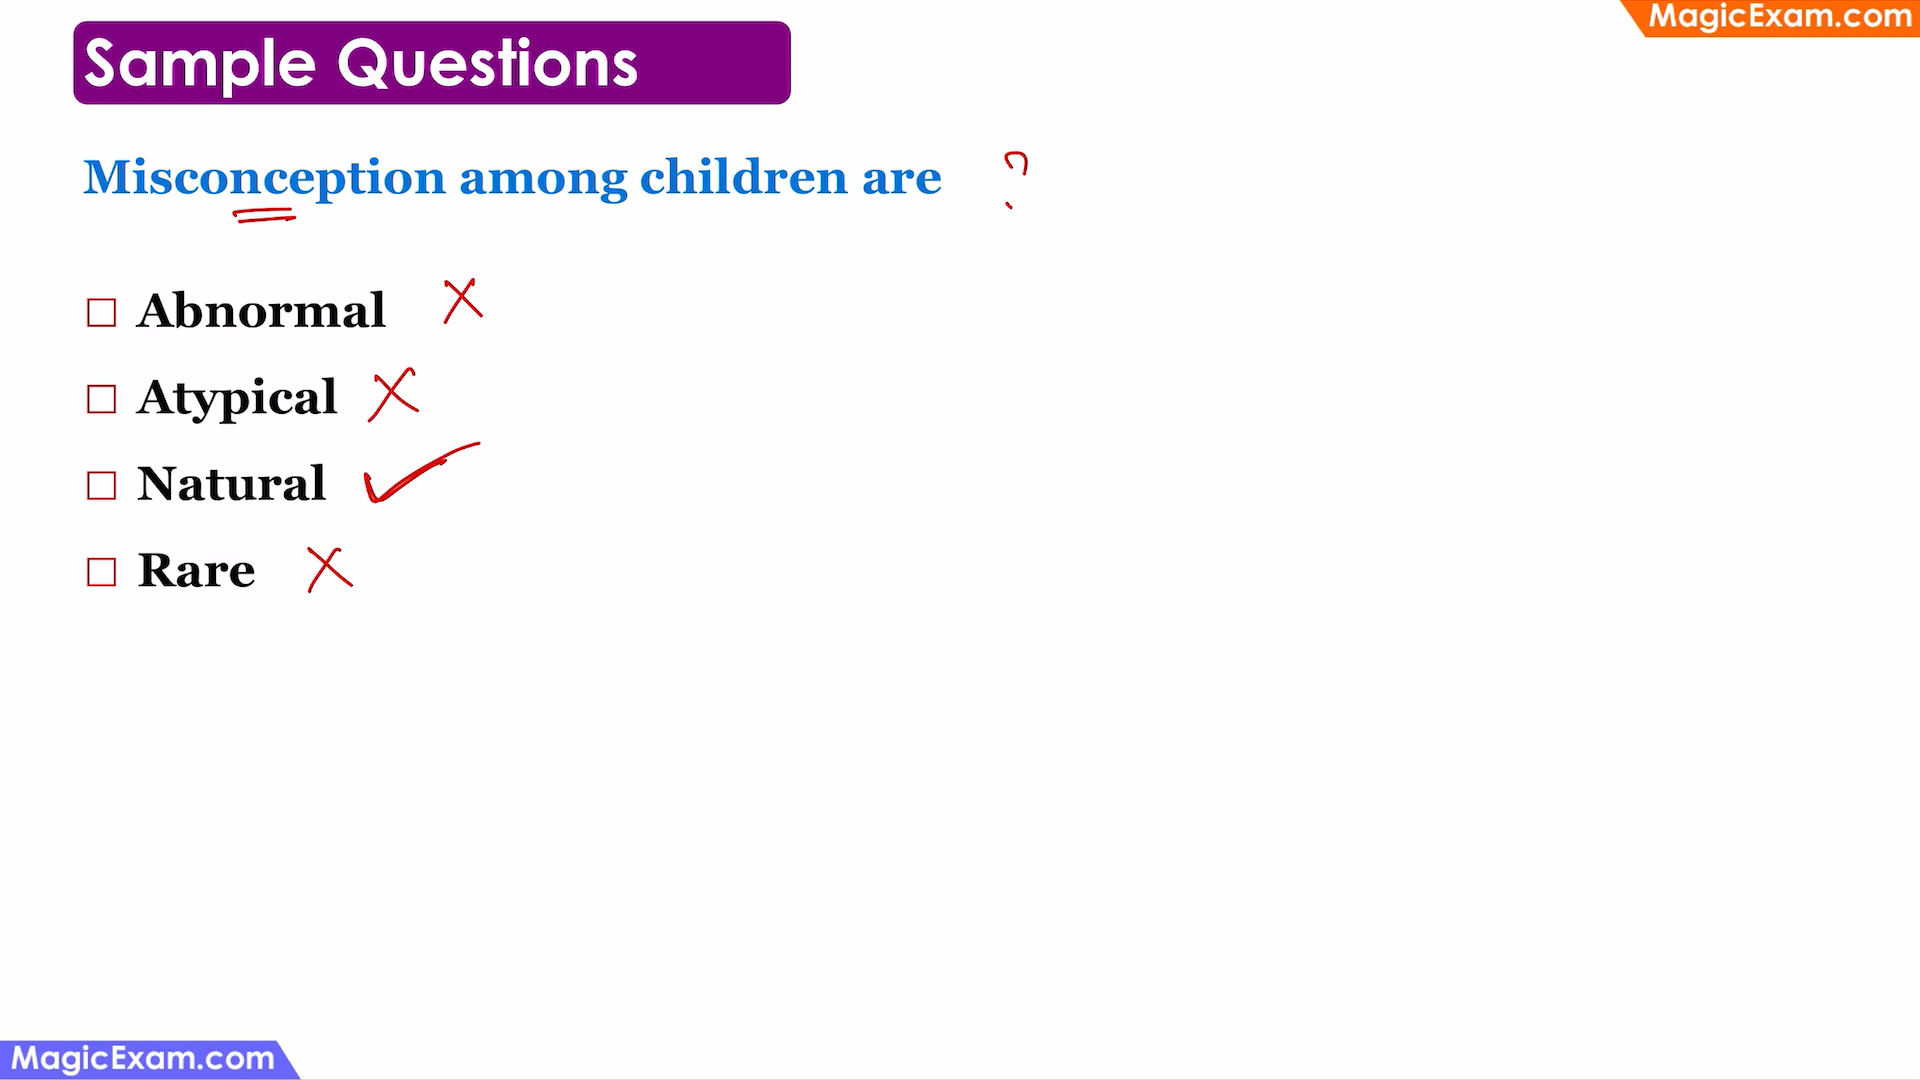 MagicExam.com
Sample Questions
Misconception among children are ?
Abnormal
Atypical
Natural
Rare
MagicExam.com